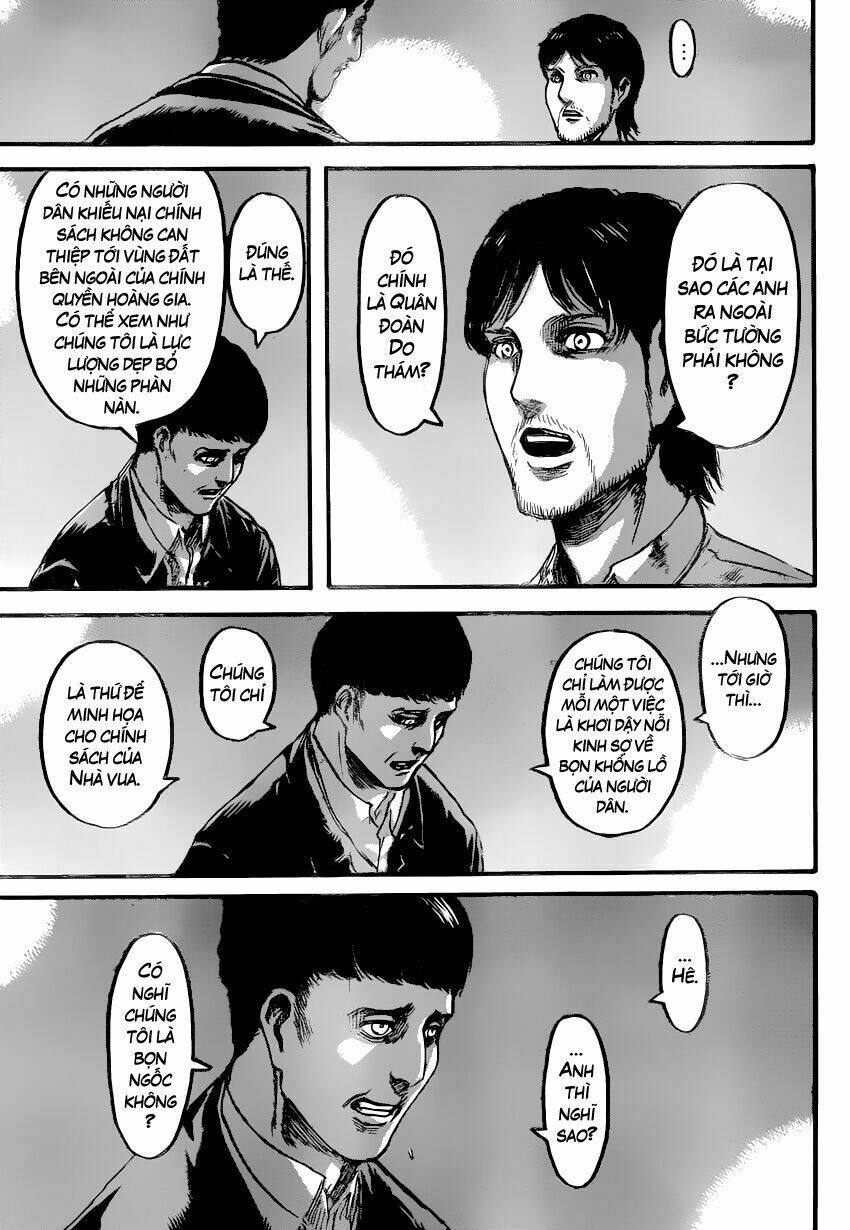 ...
ĐÓ LÀ TẠI
SAO CÁC ANH
RA NGOÀI
BỨC TƯỜNG
PHẢI KHÔNG
?
ĐÓ
CHÍNH
LÀ QUÂN
ĐOÀN
DO
THÁM?
ĐÚNG
LÀ THẾ.
CÓ NHỮNG NGƯỜI
DÂN KHIẾU NẠI CHÍNH
SÁCH KHÔNG CAN
THIỆP TỚI VÙNG ĐẤT
BÊN NGOÀI CỦA CHÍNH
QUYỀN HOÀNG GIA.
CÓ THỂ XEM NHƯ
CHÚNG TÔI LÀ LỰC
LƯỢNG DẸP BỎ
NHỮNG PHÀN
NÀN.
...NHƯNG
TỚI GIỜ
THÌ...
CHÚNG TÔI
CHỈ LÀM ĐƯỢC
MỖI MỘT VIỆC
LÀ KHƠI DẬY NỖI
KINH SỢ VỀ
BỌN KHỔNG LỒ
CỦA NGƯỜI
DÂN.
CHÚNG
TÔI CHỈ
LÀ THỨ ĐỂ
MINH HỌA
CHO CHÍNH
SÁCH CỦA
NHÀ VUA.
...
HÊ.
...
ANH
THÌ
NGHĨ
SAO?
CÓ
NGHĨ
CHÚNG
TÔI LÀ
BỌN
NGỐC
KHÔNG
?